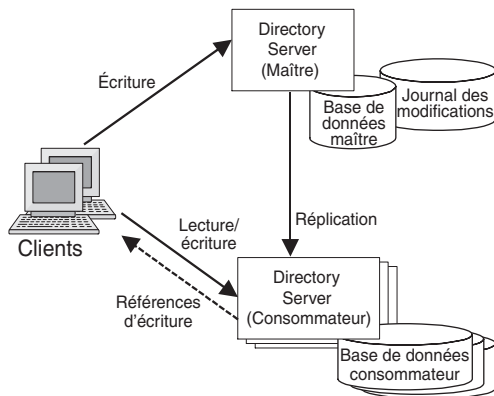 Directory
Server
(Maître)
Écriture
Base de
données
maître
Journal des
modifications
Clients
Lecture/
écriture
Réplication
Références
d'écriture
Directory
Server
(Consommateur)
Base de données
consommateur